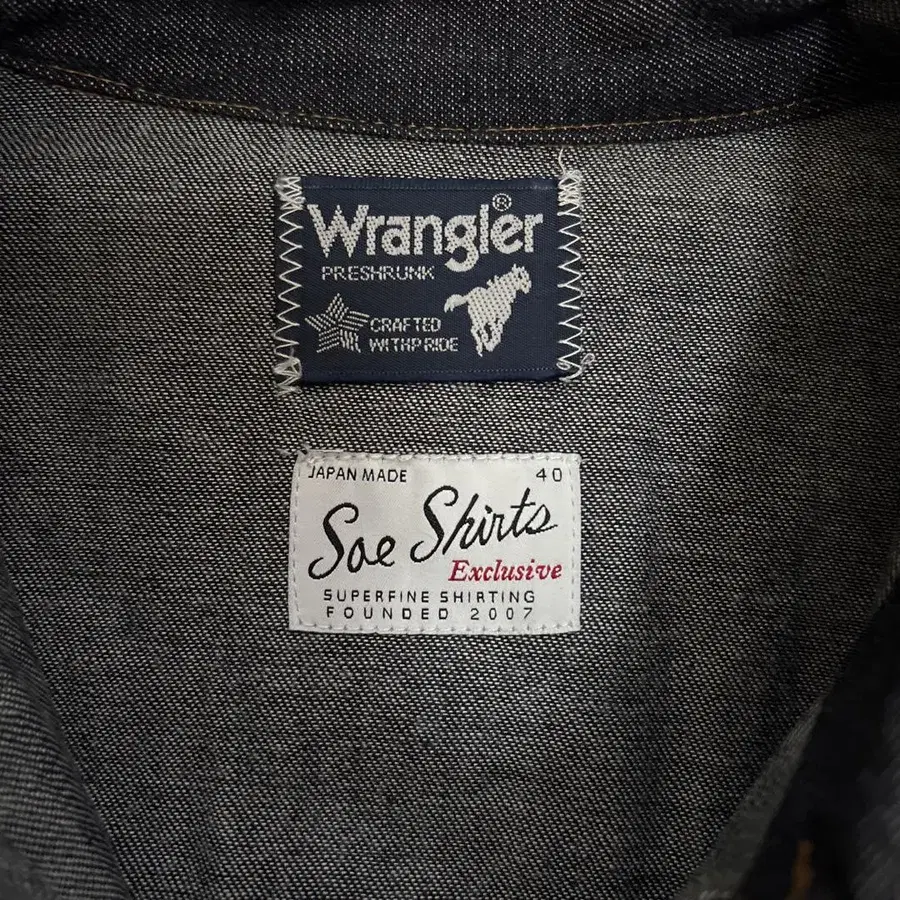 Wrangler®
PRESHRUNK
CRAFTED
WITH PRIDE
JAPAN MADE 40
Soe Shirts
Exclusive
SUPERFINE SHIRTING
FOUNDED 2007